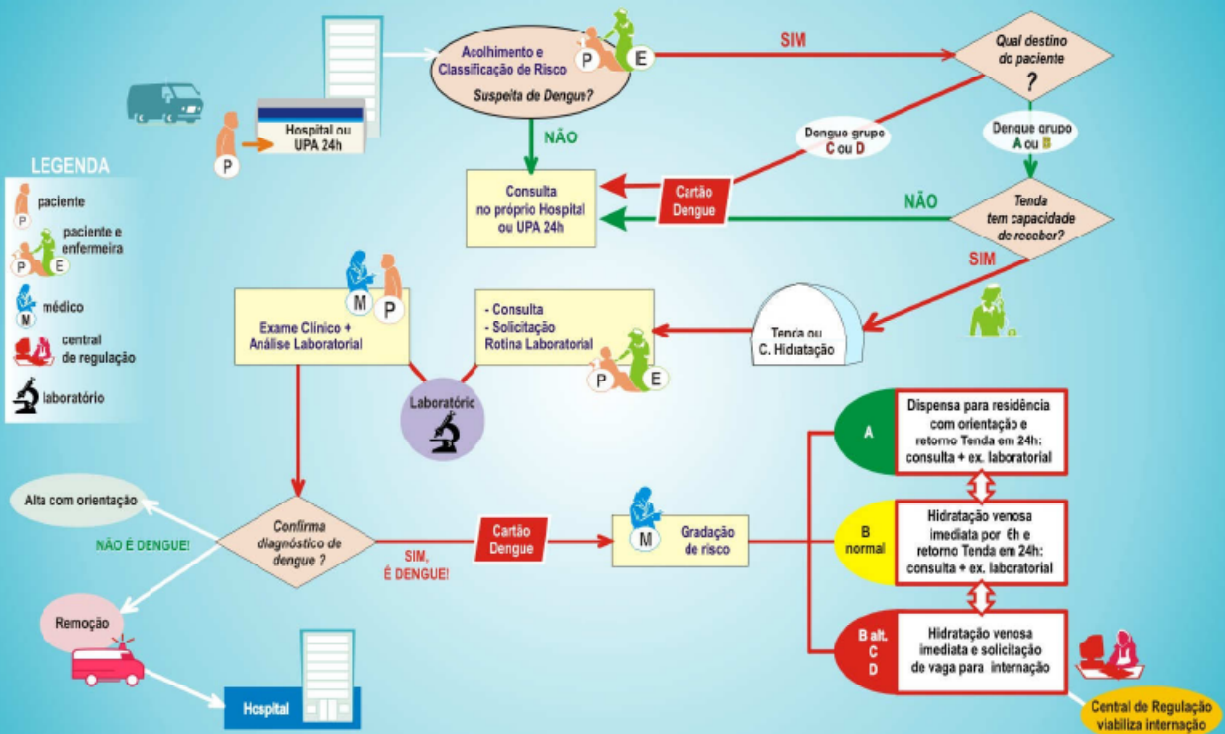 Acolhimento e
Classificação de Risco
Suspeita de Dengue?
P
E
SIM
Qual destino
do paciente
?
Hospital ou
UPA 24h
P
NÃO
Dengue grupo
C ou D
Dengue grupo
A ou B
LEGENDA
P
paciente
P
E
paciente e
enfermeira
M
médico
central
de regulação
laboratório
Consulta
no próprio Hospital
ou UPA 24h
Cartão
Dengue
NÃO
Tenda
tem capacidade
de receber?
SIM
M
P
Exame Clínico +
Análise Laboratorial
- Consulta
- Solicitação
Rotina Laboratorial
P
E
Tenda ou
C. Hidratação
Laboratório
A
Dispensa para residência
com orientação e
retorno Tenda em 24h:
consulta + ex. laboratorial
Alta com orientação
NÃO É DENGUE!
Confirma
diagnóstico de
dengue ?
SIM,
É DENGUE!
Cartão
Dengue
M
Gradação
de risco
B
normal
Hidratação venosa
imediata por 6h e
retorno Tenda em 24h:
consulta + ex. laboratorial
Remoção
Hospital
B alt.
C
D
Hidratação venosa
imediata e solicitação
de vaga para internação
Central de Regulação
viabiliza internação